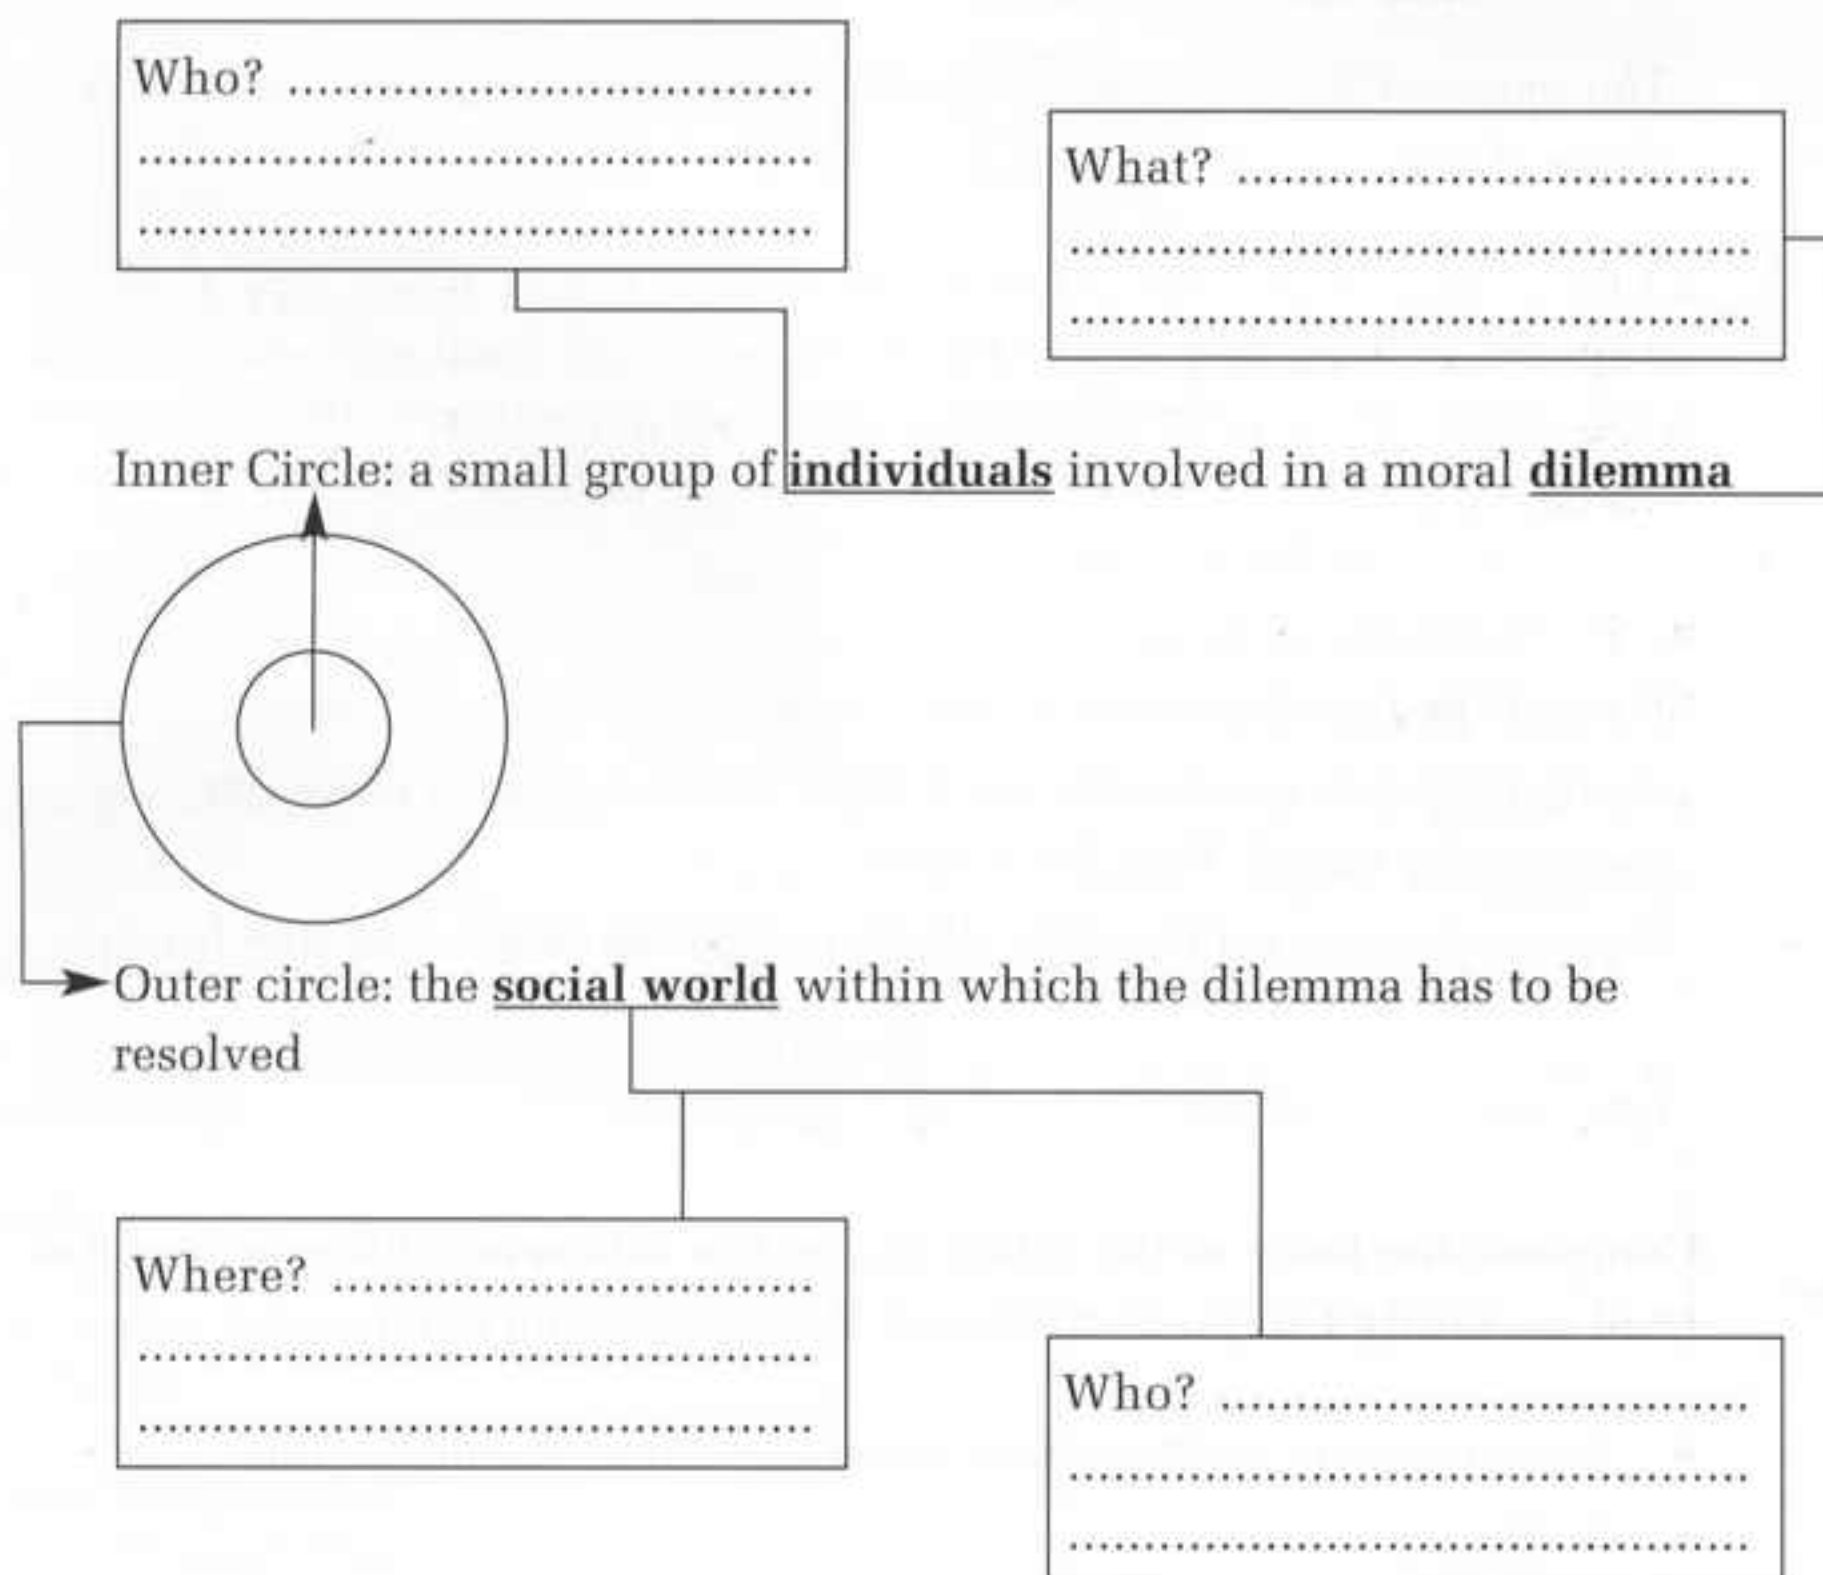 Who? ..................................
............................................
............................................
What? ..................................
............................................
............................................
Inner Circle: a small group of individuals involved in a moral dilemma
Outer circle: the social world within which the dilemma has to be
resolved
Where? ...............................
............................................
............................................
Who? ..................................
............................................
............................................